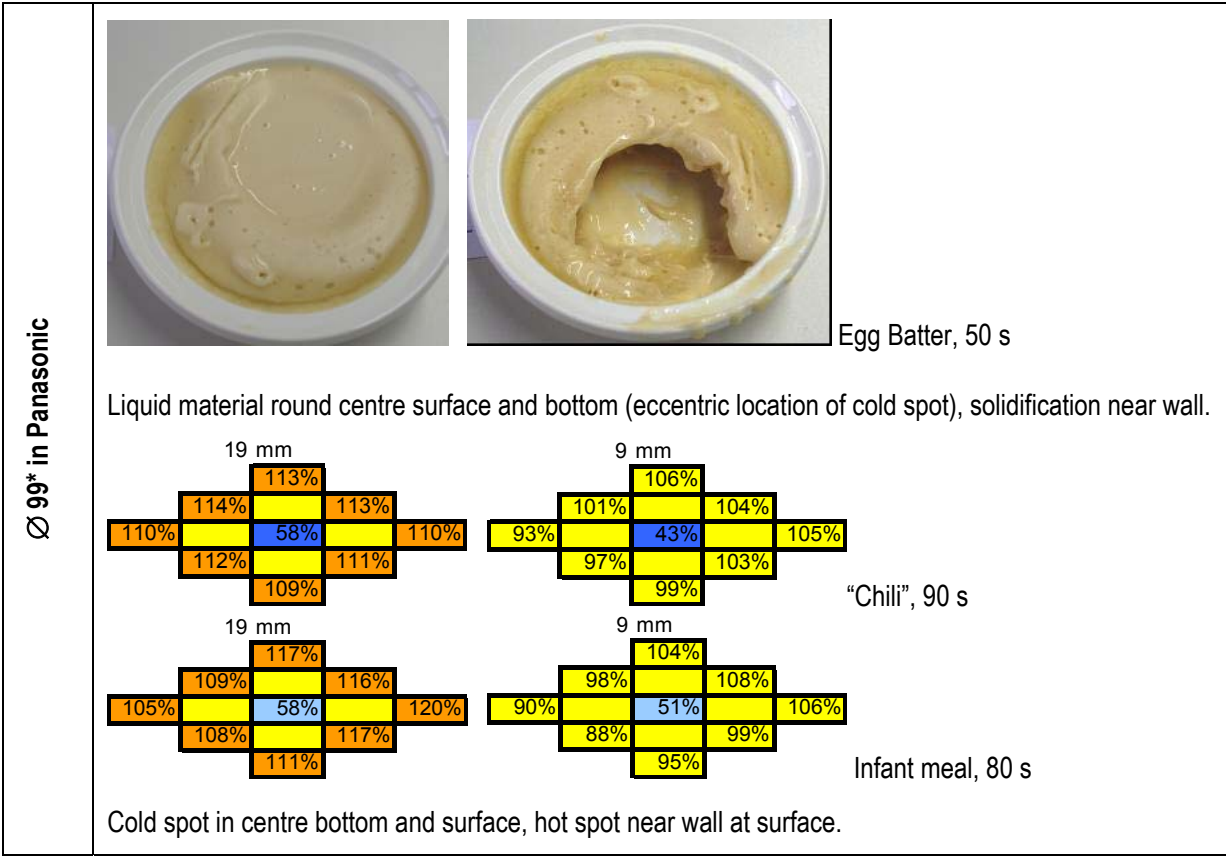 Ø 99* in Panasonic
Egg Batter, 50 s
Liquid material round centre surface and bottom (eccentric location of cold spot), solidification near wall.
19 mm
113%
114% 113%
110% 58% 110%
112% 111%
109%
9 mm
106%
101% 104%
93% 43% 105%
97% 103%
99%
“Chili”, 90 s
19 mm
117%
109% 116%
105% 58% 120%
108% 117%
111%
9 mm
104%
98% 108%
90% 51% 106%
88% 99%
95%
Infant meal, 80 s
Cold spot in centre bottom and surface, hot spot near wall at surface.